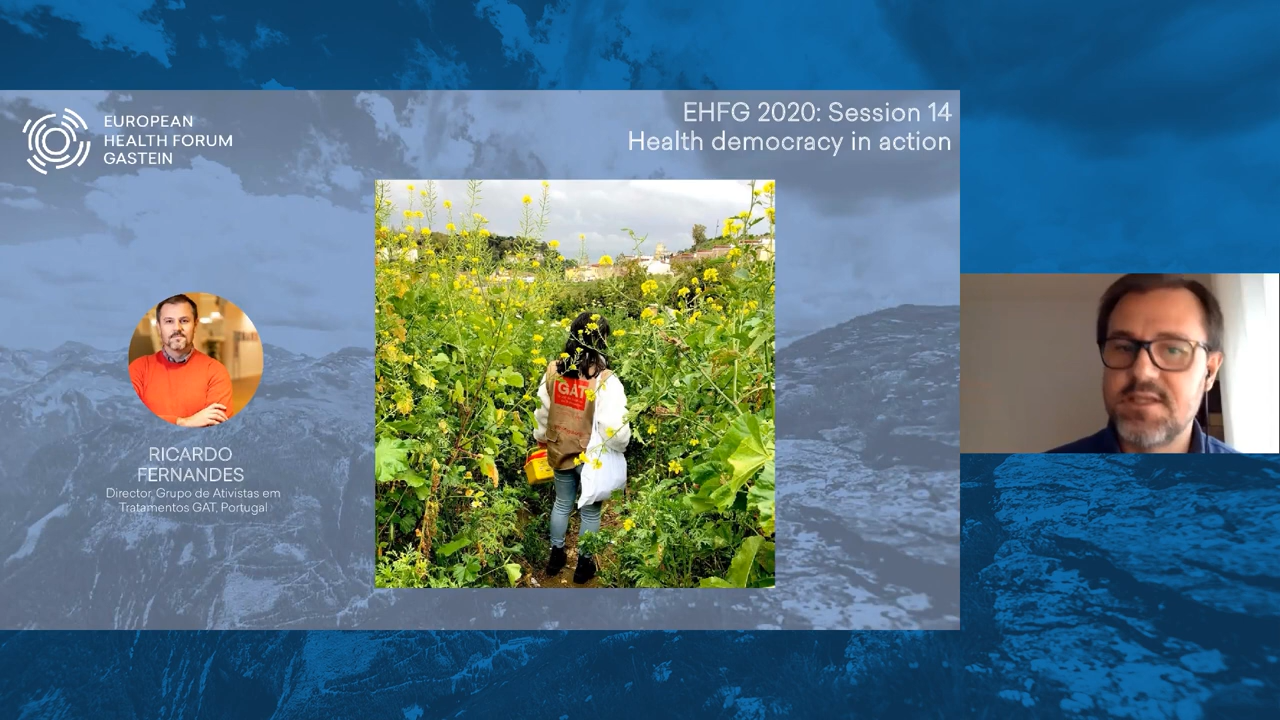 EUROPEAN
HEALTH FORUM
GASTEIN
EHFG 2020: Session 14
Health democracy in action
GAT
RICARDO
FERNANDES
Director, Grupo de Ativistas em
Tratamentos GAT, Portugal